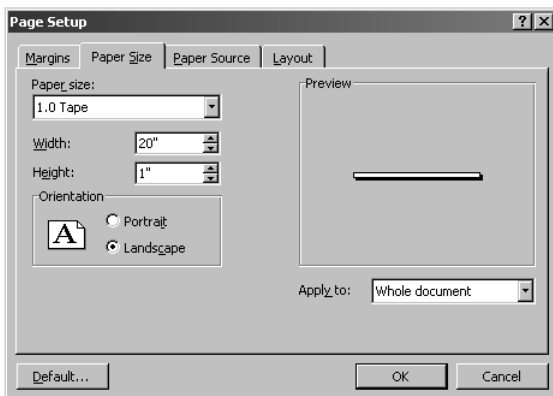 Page Setup
Margins Paper Size Paper Source Layout
Paper size:
1.0 Tape
Width: 20"
Height: 1"
Orientation
A
Portrait
Landscape
Preview
Apply to: Whole document
Default... OK Cancel